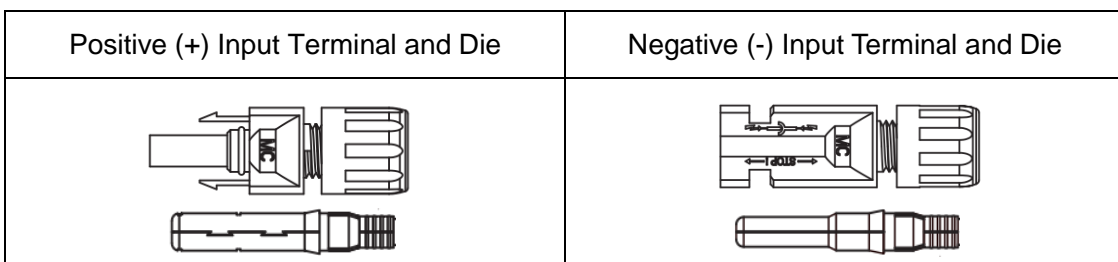 Positive (+) Input Terminal and Die
Negative (-) Input Terminal and Die
MC
MC
STOP !